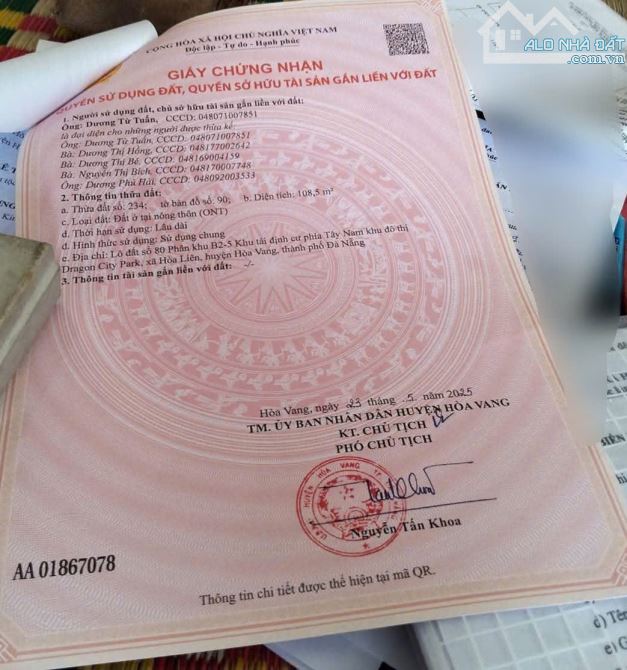 ALO NHÀ ĐẤT
.com.vn
CỘNG HÒA XÃ HỘI CHỦ NGHĨA VIỆT NAM
Độc lập - Tự do - Hạnh phúc
GIẤY CHỨNG NHẬN
QUYỀN SỬ DỤNG ĐẤT, QUYỀN SỞ HỮU TÀI SẢN GẮN LIỀN VỚI ĐẤT
1. Người sử dụng đất, chủ sở hữu tài sản gắn liền với đất:
Ông: Dương Từ Tuấn, CCCD: 048071007851
là đại diện cho những người được thừa kế:
Ông: Dương Từ Tuấn, CCCD: 048071007851
Bà: Dương Thị Hồng, CCCD: 048177002642
Bà: Dương Thị Bé, CCCD: 048169004159
Bà: Nguyễn Thị Bích, CCCD: 048170007748
Ông: Dương Phú Hải, CCCD: 048092003533
2. Thông tin thửa đất:
a. Thửa đất số: 234; tờ bản đồ số: 90; b. Diện tích: 108,5 m²
c. Loại đất: Đất ở tại nông thôn (ONT)
d. Thời hạn sử dụng: Lâu dài
đ. Hình thức sử dụng: Sử dụng chung
e. Địa chỉ: Lô đất số 80 Phân khu B2-5 Khu tái định cư phía Tây Nam khu đô thị
Dragon City Park, xã Hòa Liên, huyện Hòa Vang, thành phố Đà Nẵng
3. Thông tin tài sản gắn liền với đất: -/-
Hòa Vang, ngày 23 tháng 5 năm 2025
TM. ỦY BAN NHÂN DÂN HUYỆN HÒA VANG
KT. CHỦ TỊCH
PHÓ CHỦ TỊCH
HUYỆN HÒA VANG
Nguyễn Tấn Khoa
AA 01867078
Thông tin chi tiết được thể hiện tại mã QR.